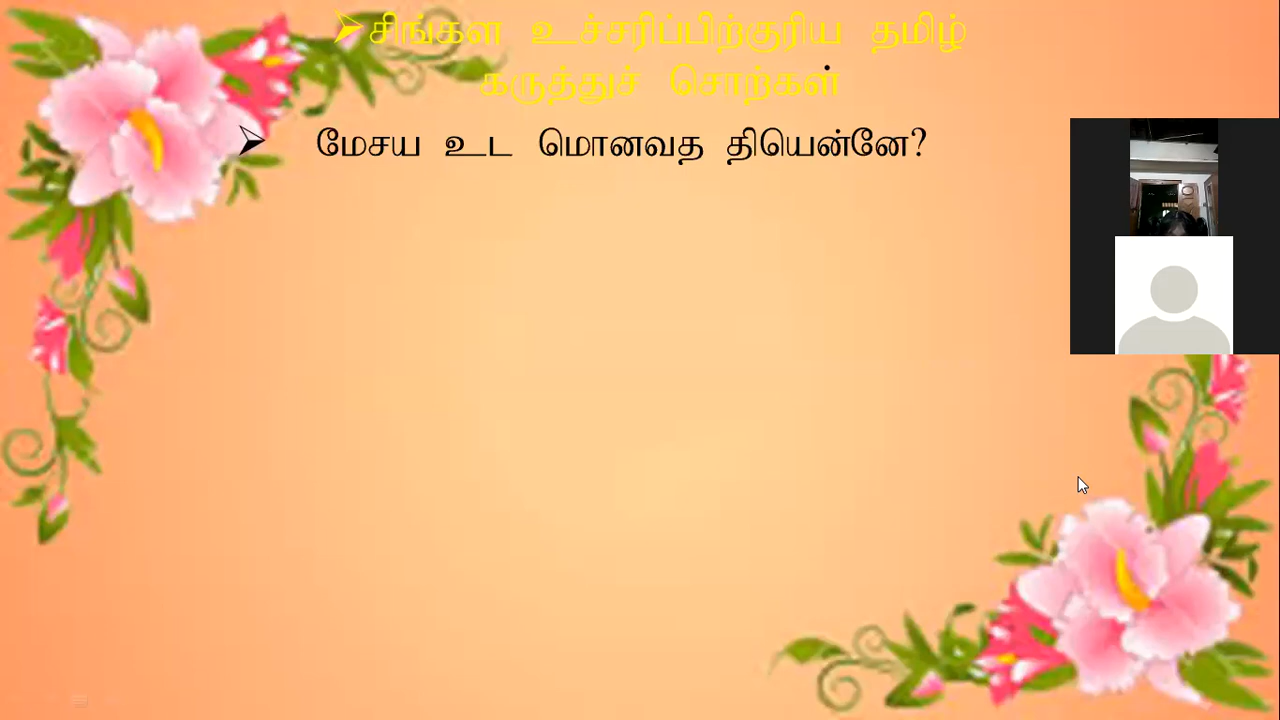 ➢சிங்கள உச்சரிப்பிற்குரிய தமிழ்
கருத்துச் சொற்கள்
➢ மேசய உட மொனவத தியென்னே?